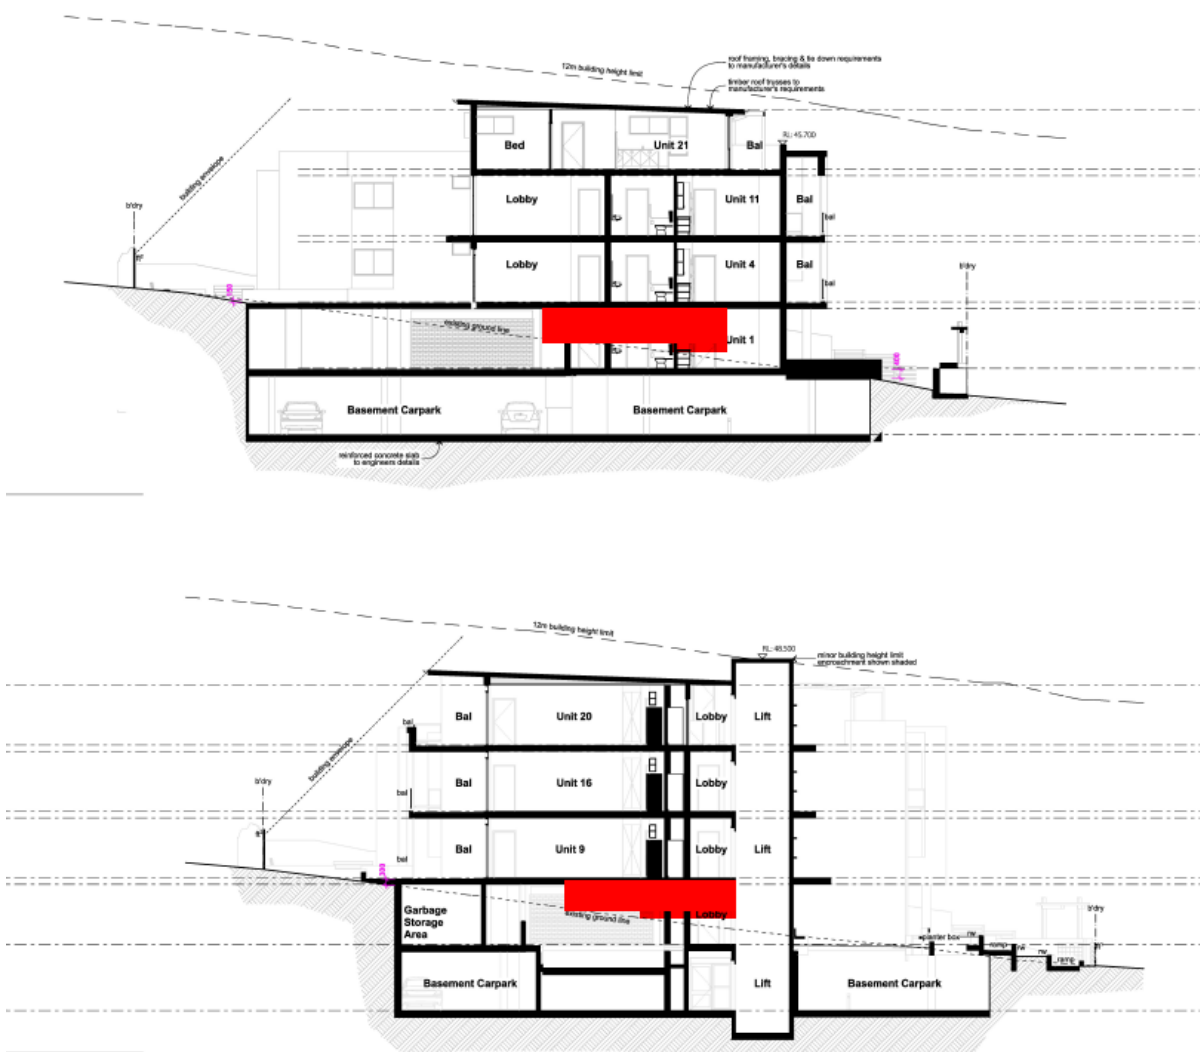 roof framing, bracing & tie down requirements
to manufacturer's details
12m building height limit
timber roof trusses to
manufacturer's requirements
RL: 45.700
Bed
Unit 21
Bal
building envelope
b'dry
Lobby
Unit 11
Bal
bal
Lobby
Unit 4
Bal
bal
b'dry
existing ground line
Unit 1
400
Basement Carpark
Basement Carpark
reinforced concrete slab
to engineers details
12m building height limit
RL: 48.500
minor building height limit
encroachment shown shaded
bal
Bal
Unit 20
Lobby
Lift
building envelope
b'dry
bal
Bal
Unit 16
Lobby
bal
Bal
Unit 9
Lobby
Lift
Garbage
Storage
Area
existing ground line
Lobby
b'dry
planter box
rw
ramp
rw
rw
ramp
Basement Carpark
Lift
Basement Carpark